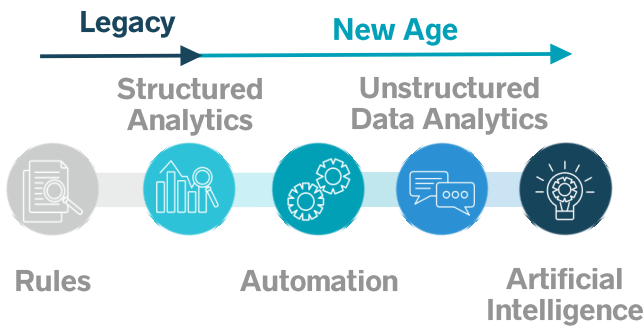 Legacy
New Age
Structured
Analytics
Unstructured
Data Analytics
Rules
Automation
Artificial
Intelligence